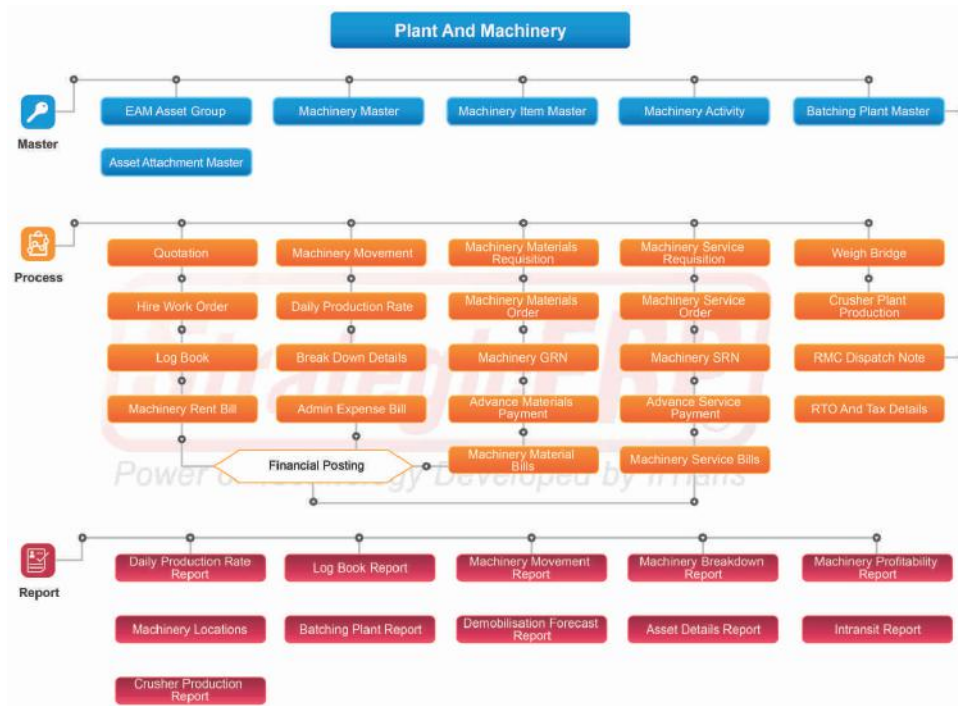 Plant And Machinery
Master
EAM Asset Group
Machinery Master
Machinery Item Master
Machinery Activity
Batching Plant Master
Asset Attachment Master
Process
Quotation
Machinery Movement
Machinery Materials
Requisition
Machinery Service
Requisition
Weigh Bridge
Hire Work Order
Daily Production Rate
Machinery Materials
Order
Machinery Service
Order
Crusher Plant
Production
Log Book
Break Down Details
Machinery GRN
Machinery SRN
RMC Dispatch Note
Machinery Rent Bill
Admin Expense Bill
Advance Materials
Payment
Advance Service
Payment
RTO And Tax Details
Financial Posting
Machinery Material
Bills
Machinery Service Bills
StrategicERP
Power of Technology Developed by
Report
Daily Production Rate
Report
Log Book Report
Machinery Movement
Report
Machinery Breakdown
Report
Machinery Profitability
Report
Machinery Locations
Batching Plant Report
Demobilisation Forecast
Report
Asset Details Report
Intransit Report
Crusher Production
Report